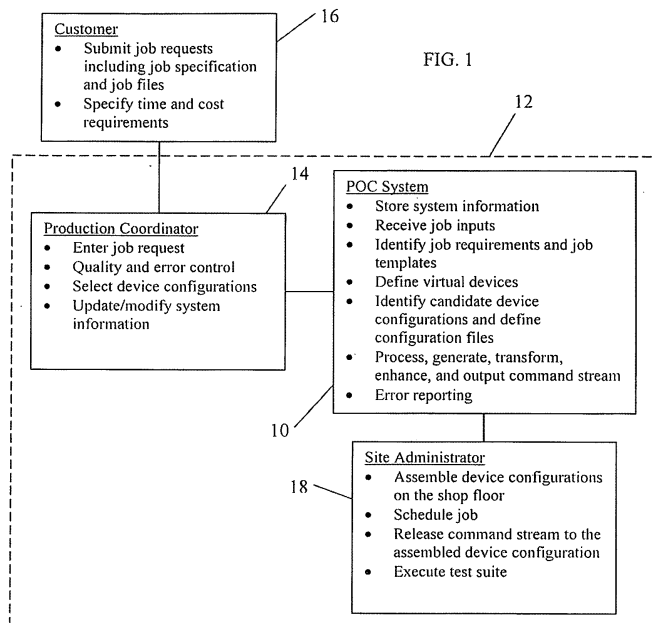 Customer
• Submit job requests
including job specification
and job files
• Specify time and cost
requirements
16
FIG. 1
12
14
Production Coordinator
• Enter job request
• Quality and error control
• Select device configurations
• Update/modify system
information
POC System
• Store system information
• Receive job inputs
• Identify job requirements and job
templates
• Define virtual devices
• Identify candidate device
configurations and define
configuration files
• Process, generate, transform,
enhance, and output command stream
• Error reporting
10
18
Site Administrator
• Assemble device configurations
on the shop floor
• Schedule job
• Release command stream to the
assembled device configuration
• Execute test suite